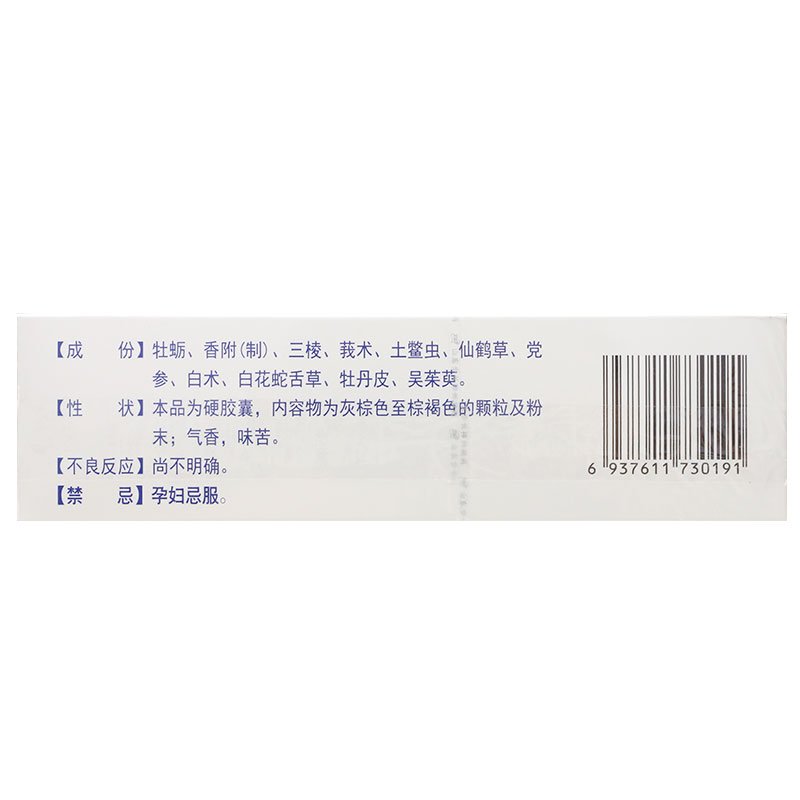 【成　份】牡蛎、香附(制)、三棱、莪术、土鳖虫、仙鹤草、党
参、白术、白花蛇舌草、牡丹皮、吴茱萸。
【性　状】本品为硬胶囊，内容物为灰棕色至棕褐色的颗粒及粉
末；气香，味苦。
【不良反应】尚不明确。
【禁　忌】孕妇忌服。
6 937611 730191